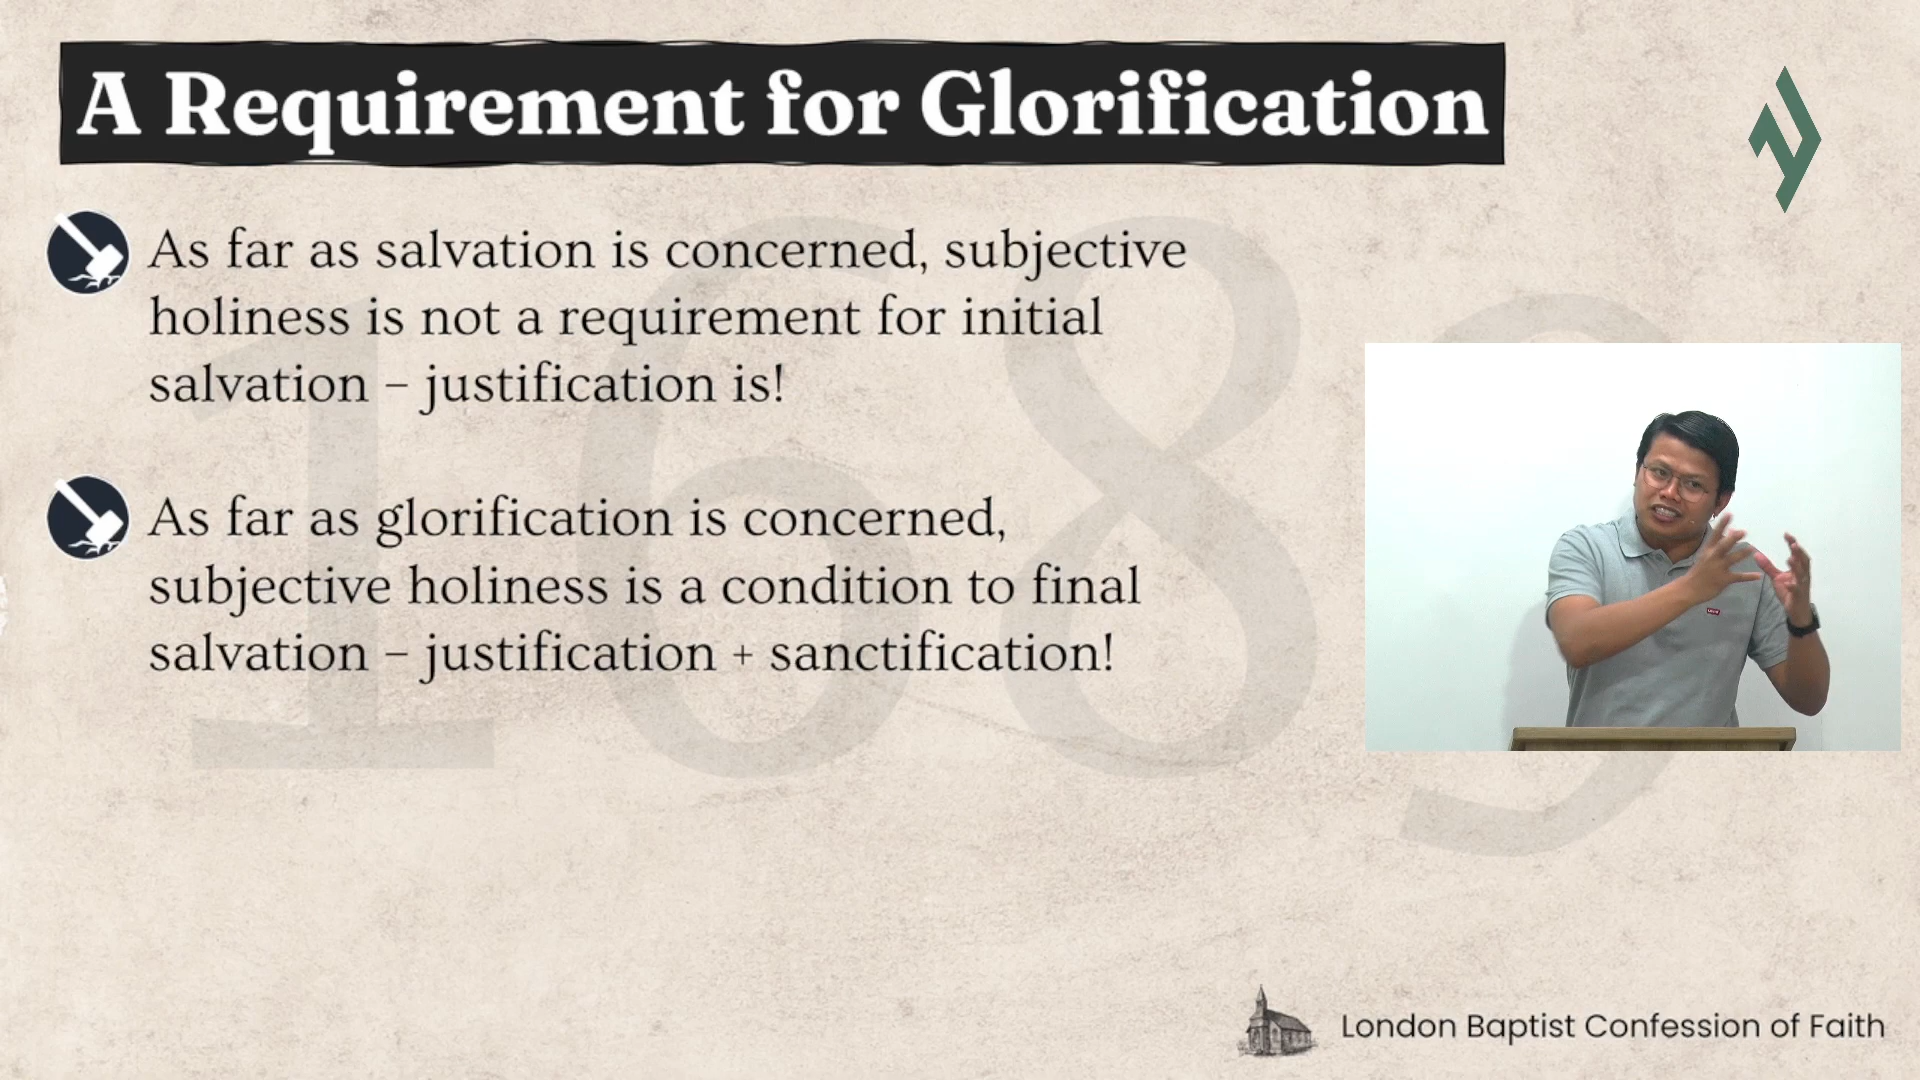 A Requirement for Glorification
As far as salvation is concerned, subjective
holiness is not a requirement for initial
salvation – justification is!
As far as glorification is concerned,
subjective holiness is a condition to final
salvation – justification + sanctification!
1689
London Baptist Confession of Faith